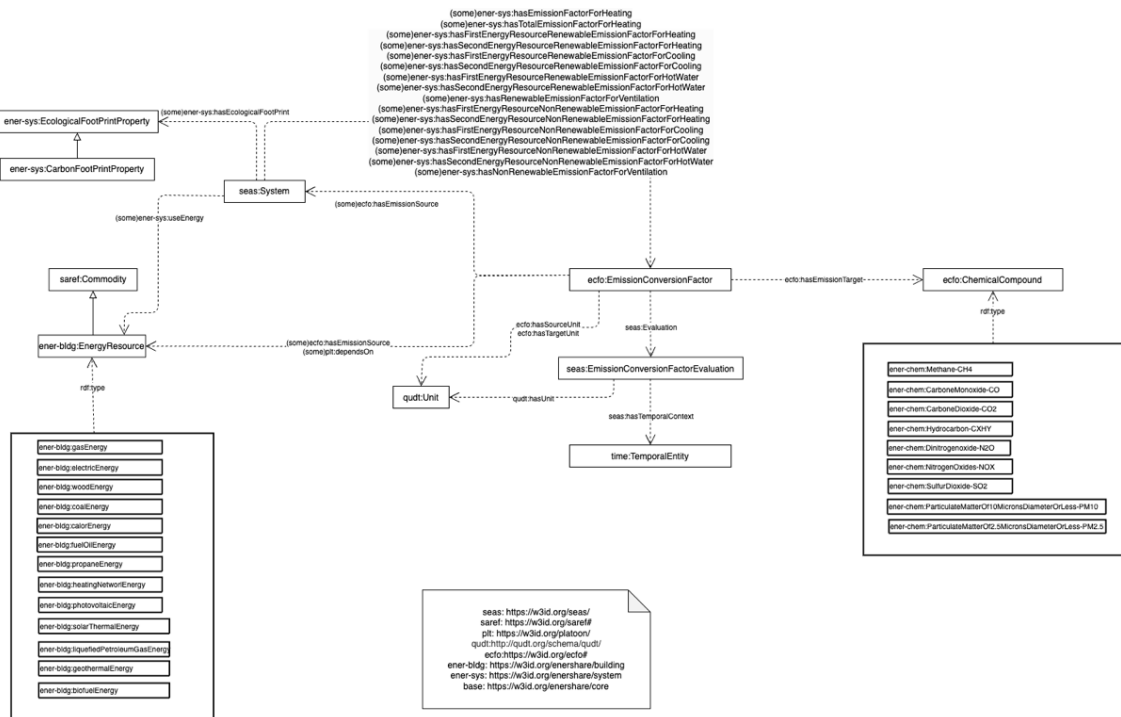 (some)ener-sys:hasEmissionFactorForHeating
(some)ener-sys:hasTotalEmissionFactorForHeating
(some)ener-sys:hasFirstEnergyResourceRenewableEmissionFactorForHeating
(some)ener-sys:hasSecondEnergyResourceRenewableEmissionFactorForHeating
(some)ener-sys:hasFirstEnergyResourceRenewableEmissionFactorForCooling
(some)ener-sys:hasSecondEnergyResourceRenewableEmissionFactorForCooling
(some)ener-sys:hasFirstEnergyResourceRenewableEmissionFactorForHotWater
(some)ener-sys:hasSecondEnergyResourceRenewableEmissionFactorForHotWater
(some)ener-sys:hasRenewableEmissionFactorForVentilation
(some)ener-sys:hasFirstEnergyResourceNonRenewableEmissionFactorForHeating
(some)ener-sys:hasSecondEnergyResourceNonRenewableEmissionFactorForHeating
(some)ener-sys:hasFirstEnergyResourceNonRenewableEmissionFactorForCooling
(some)ener-sys:hasSecondEnergyResourceNonRenewableEmissionFactorForCooling
(some)ener-sys:hasFirstEnergyResourceNonRenewableEmissionFactorForHotWater
(some)ener-sys:hasSecondEnergyResourceNonRenewableEmissionFactorForHotWater
(some)ener-sys:hasNonRenewableEmissionFactorForVentilation
(some)ener-sys:hasEcologicalFootPrint
ener-sys:EcologicalFootPrintProperty
ener-sys:CarbonFootPrintProperty
seas:System
(some)ecfo:hasEmissionSource
(some)ener-sys:useEnergy
saref:Commodity
ecfo:EmissionConversionFactor
ecfo:hasEmissionTarget
ecfo:ChemicalCompound
rdf:type
ecfo:hasSourceUnit
ecfo:hasTargetUnit
seas:Evaluation
ener-bldg:EnergyResource
(some)ecfo:hasEmissionSource
(some)plt:dependsOn
seas:EmissionConversionFactorEvaluation
rdf:type
qudt:Unit
qudt:hasUnit
seas:hasTemporalContext
time:TemporalEntity
ener-chem:Methane-CH4
ener-chem:CarboneMonoxide-CO
ener-chem:CarboneDioxide-CO2
ener-chem:Hydrocarbon-CXHY
ener-chem:Dinitrogenoxide-N2O
ener-chem:NitrogenOxides-NOX
ener-chem:SulfurDioxide-SO2
ener-chem:ParticulateMatterOf10MicronsDiameterOrLess-PM10
ener-chem:ParticulateMatterOf2.5MicronsDiameterOrLess-PM2.5
ener-bldg:gasEnergy
ener-bldg:electricEnergy
ener-bldg:woodEnergy
ener-bldg:coalEnergy
ener-bldg:calorEnergy
ener-bldg:fuelOilEnergy
ener-bldg:propaneEnergy
ener-bldg:heatingNetworlEnergy
ener-bldg:photovoltaicEnergy
ener-bldg:solarThermalEnergy
ener-bldg:liquefiedPetroleumGasEnergy
ener-bldg:geothermalEnergy
ener-bldg:biofuelEnergy
seas: https://w3id.org/seas/
saref: https://w3id.org/saref#
plt: https://w3id.org/platoon/
qudt:http://qudt.org/schema/qudt/
ecfo:https://w3id.org/ecfo#
ener-bldg: https://w3id.org/enershare/building
ener-sys: https://w3id.org/enershare/system
base: https://w3id.org/enershare/core